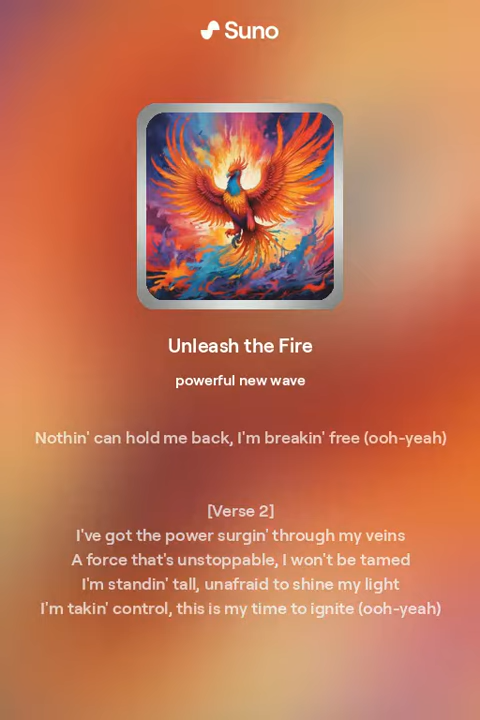 Suno
Unleash the Fire
powerful new wave
Nothin' can hold me back, I'm breakin' free (ooh-yeah)
[Verse 2]
I've got the power surgin' through my veins
A force that's unstoppable, I won't be tamed
I'm standin' tall, unafraid to shine my light
I'm takin' control, this is my time to ignite (ooh-yeah)